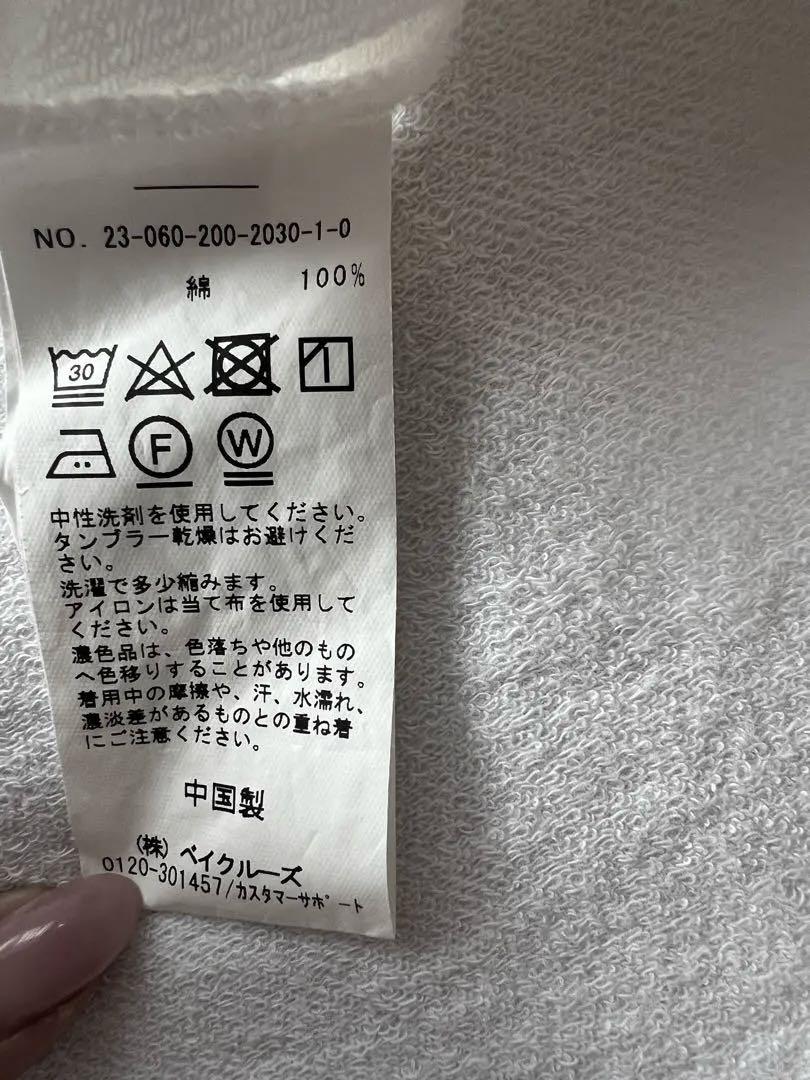 NO. 23-060-200-2030-1-0
綿 100%
30
F W
中性洗剤を使用してください。
タンブラー乾燥はお避けくだ
さい。
洗濯で多少縮みます。
アイロンは当て布を使用して
ください。
濃色品は、色落ちや他のもの
へ色移りすることがあります。
着用中の摩擦や、汗、水濡れ、
濃淡差があるものとの重ね着
にご注意ください。
中国製
(株) ベイクルーズ
0120-301457/カスタマーサポート